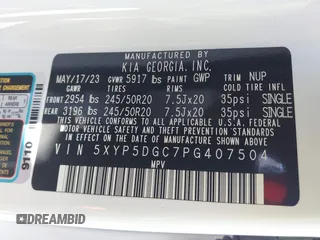 MFD. BY KIA GEORGIA, INC.
MAY/17/23 GVWR 5917 lbs PAINT GWP TRIM NUP
GAWR TIRES RIMS COLD TIRE INFL.
FRONT 2954 lbs 245/50R20 7.5Jx20 35psi SINGLE
REAR 3196 lbs 245/50R20 7.5Jx20 35psi SINGLE
THIS VEHICLE CONFORMS TO ALL APPLICABLE FEDERAL
MOTOR VEHICLE SAFETY AND THEFT PREVENTION STANDARDS
IN EFFECT ON THE DATE OF MANUFACTURE SHOWN ABOVE.
VIN 5XYP5DGC7PG407504
MPV
9110
© DREAMBID